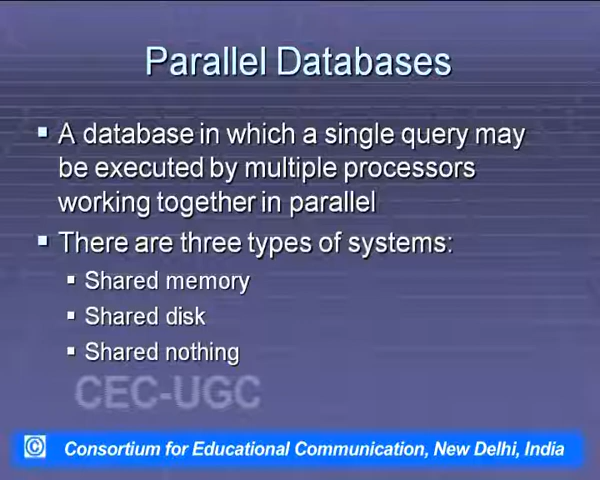 Parallel Databases
A database in which a single query may
be executed by multiple processors
working together in parallel
There are three types of systems:
Shared memory
Shared disk
Shared nothing
CEC-UGC
© Consortium for Educational Communication, New Delhi, India